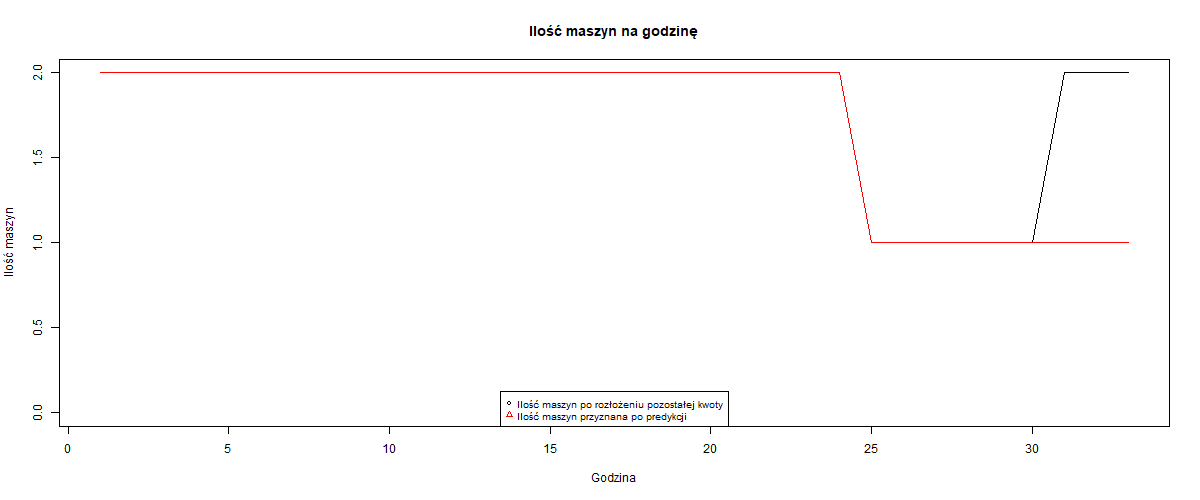 Ilość maszyn na godzinę
Ilość maszyn
2.0
1.5
1.0
0.5
0.0
Ilość maszyn po rozłożeniu pozostałej kwoty
Ilość maszyn przyznana po predykcji
0 5 10 15 20 25 30
Godzina